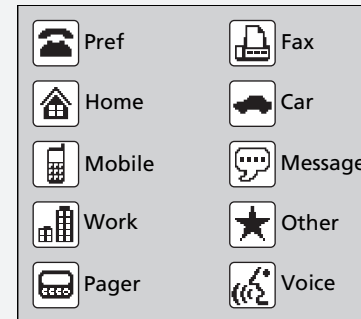 Pref
Fax
Home
Car
Mobile
Message
Work
Other
Pager
Voice